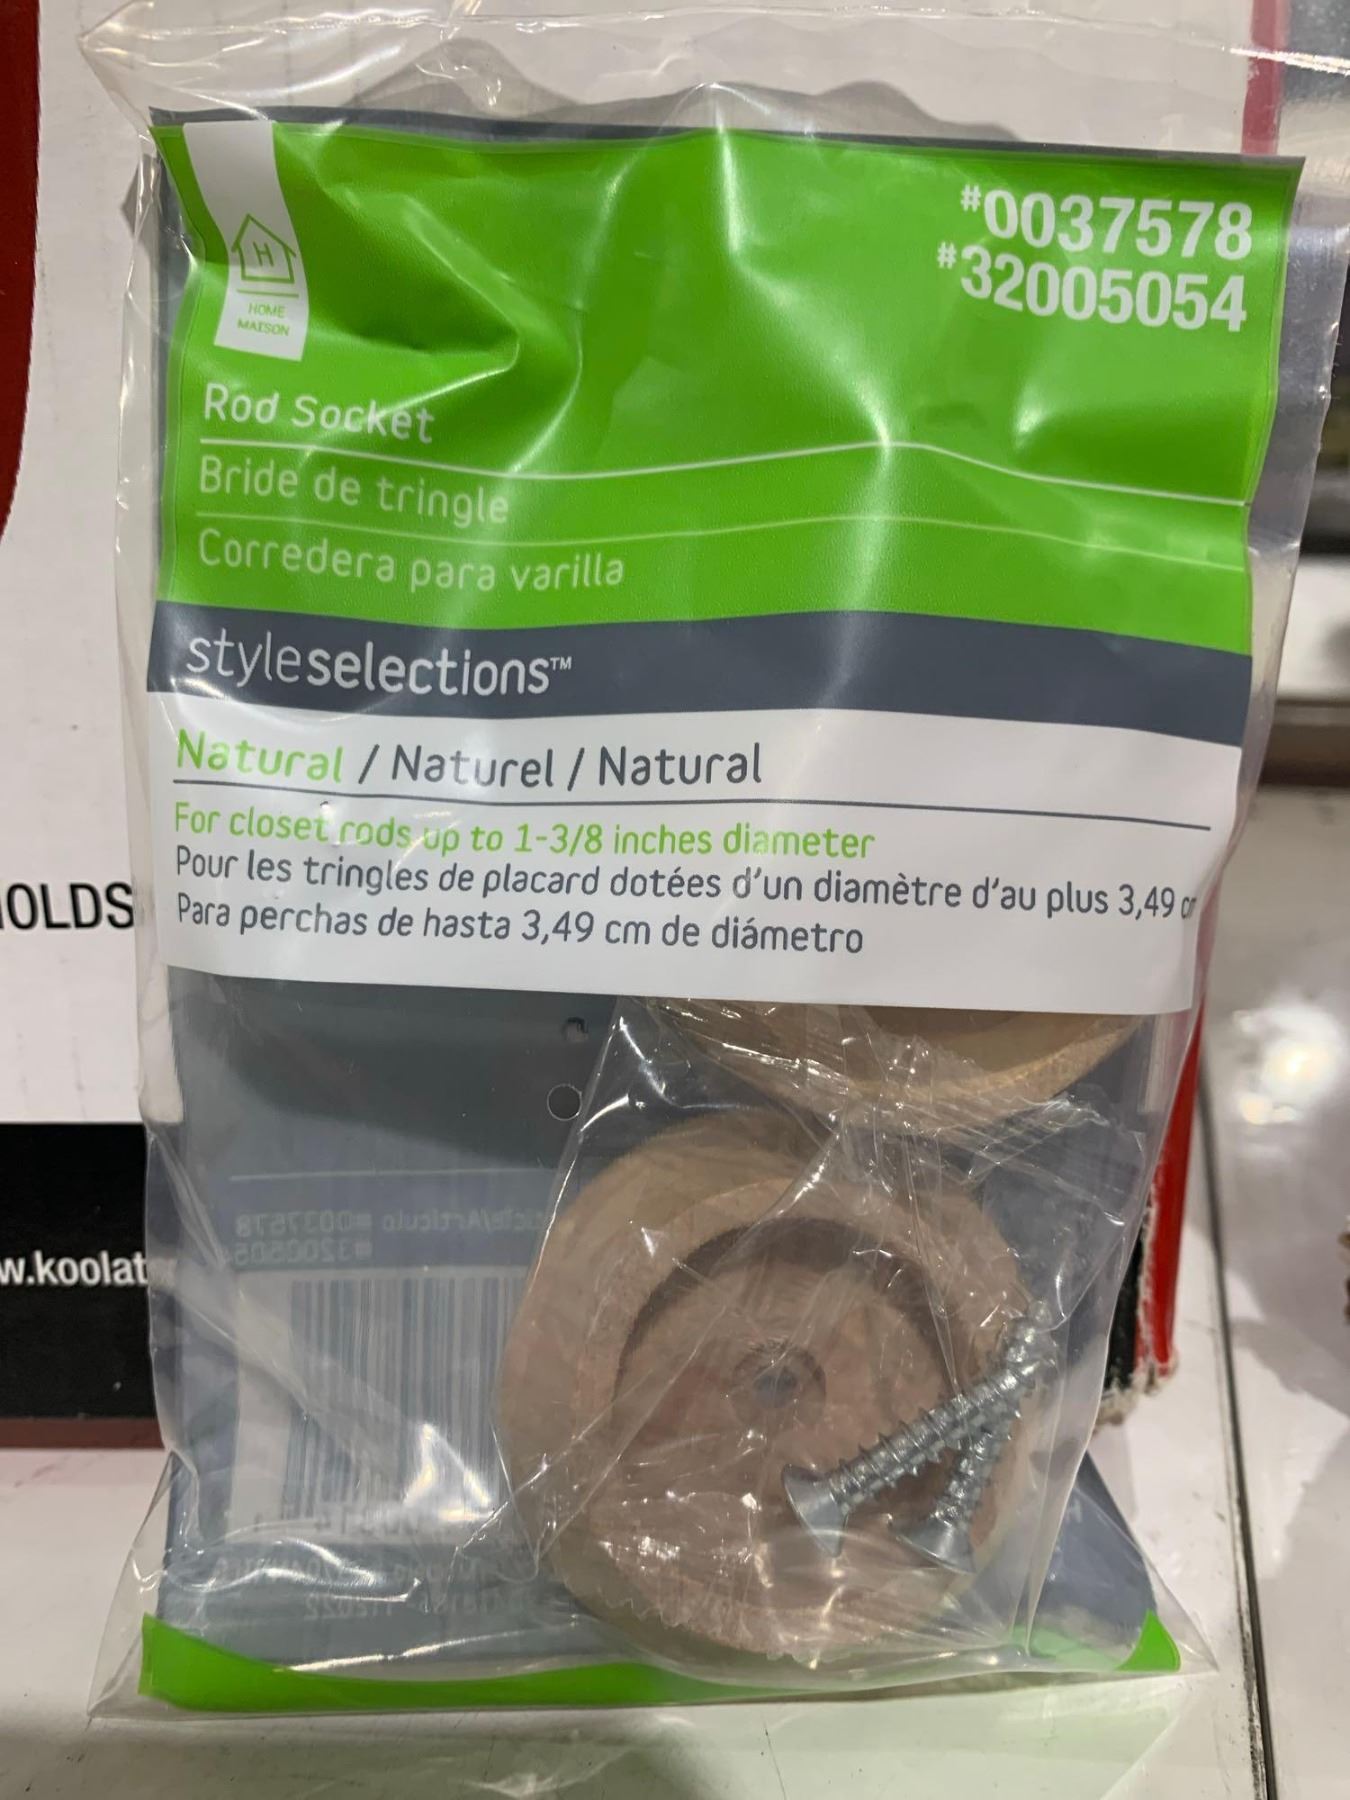 #0037578
#32005054
H
HOME
MAISON
Rod Socket
Bride de tringle
Corredera para varilla
styleselections™
Natural / Naturel / Natural
For closet rods up to 1-3/8 inches diameter
Pour les tringles de placard dotées d'un diamètre d'au plus 3,49 cm
Para perchas de hasta 3,49 cm de diámetro
OLDS
w.koolat
#0037578